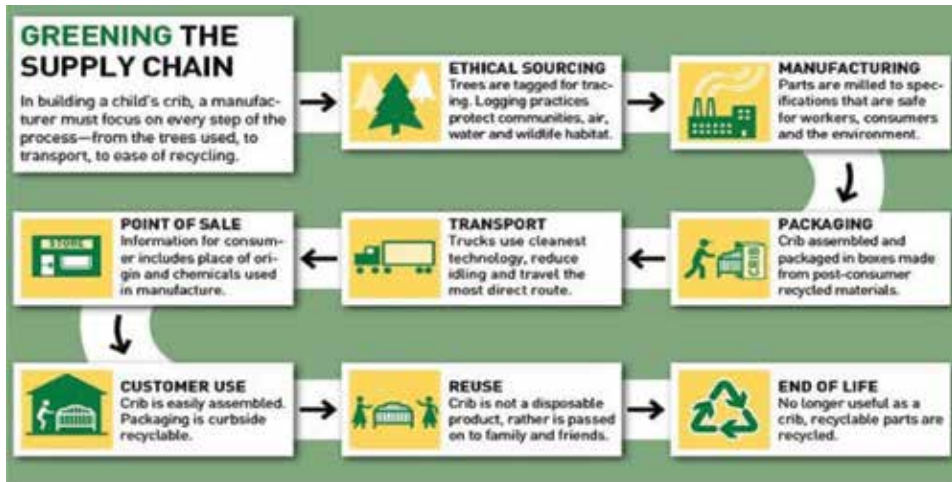 GREENING THE
SUPPLY CHAIN
In building a child's crib, a manufac-
turer must focus on every step of the
process—from the trees used, to
transport, to ease of recycling.
ETHICAL SOURCING
Trees are tagged for trac-
ing. Logging practices
protect communities, air,
water and wildlife habitat.
MANUFACTURING
Parts are milled to spec-
ifications that are safe
for workers, consumers
and the environment.
PACKAGING
Crib assembled and
packaged in boxes made
from post-consumer
recycled materials.
CRIB
TRANSPORT
Trucks use cleanest
technology, reduce
idling and travel the
most direct route.
POINT OF SALE
Information for consum-
er includes place of ori-
gin and chemicals used
in manufacture.
STORE
CUSTOMER USE
Crib is easily assembled.
Packaging is curbside
recyclable.
REUSE
Crib is not a disposable
product, rather is passed
on to family and friends.
END OF LIFE
No longer useful as a
crib, recyclable parts are
recycled.